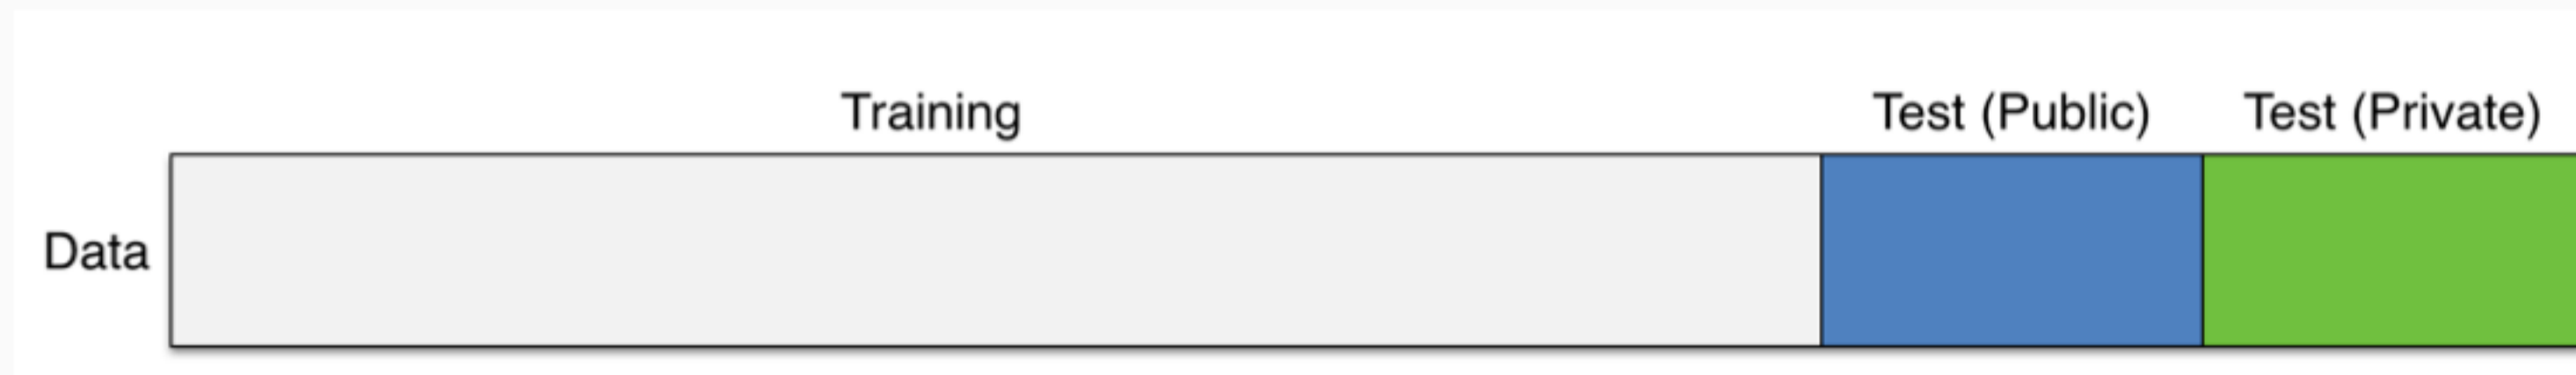 Training
Test (Public)
Test (Private)
Data